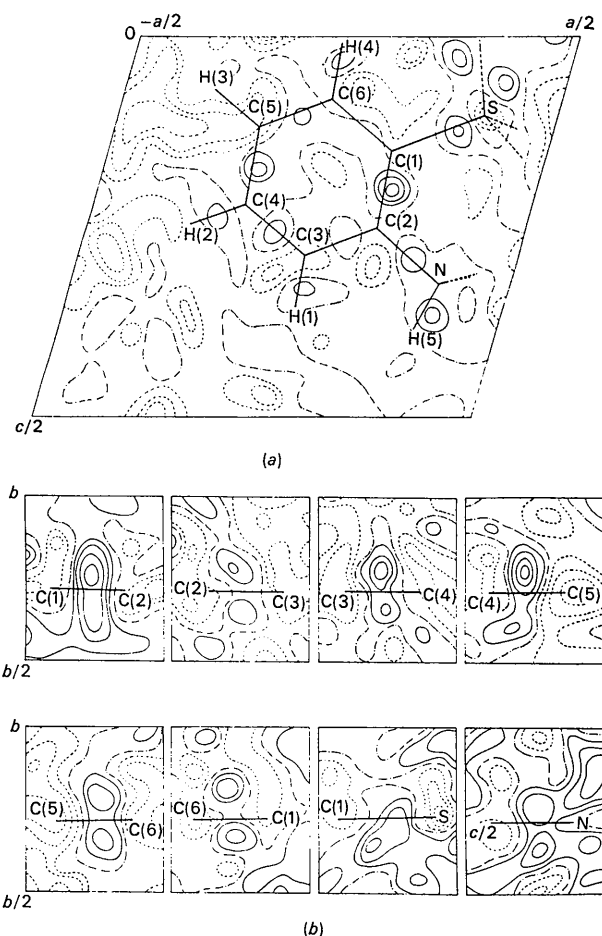 0 -a/2 a/2
H(4)
H(3)
C(5) C(6) S
C(1)
C(4)
C(2)
H(2) C(3)
N
H(1)
H(5)
c/2
(a)
b
C(1) C(2) C(2) C(3) C(3) C(4) C(4) C(5)
b/2
b
C(5) C(6) C(6) C(1) C(1) S c/2 N
b/2
(b)